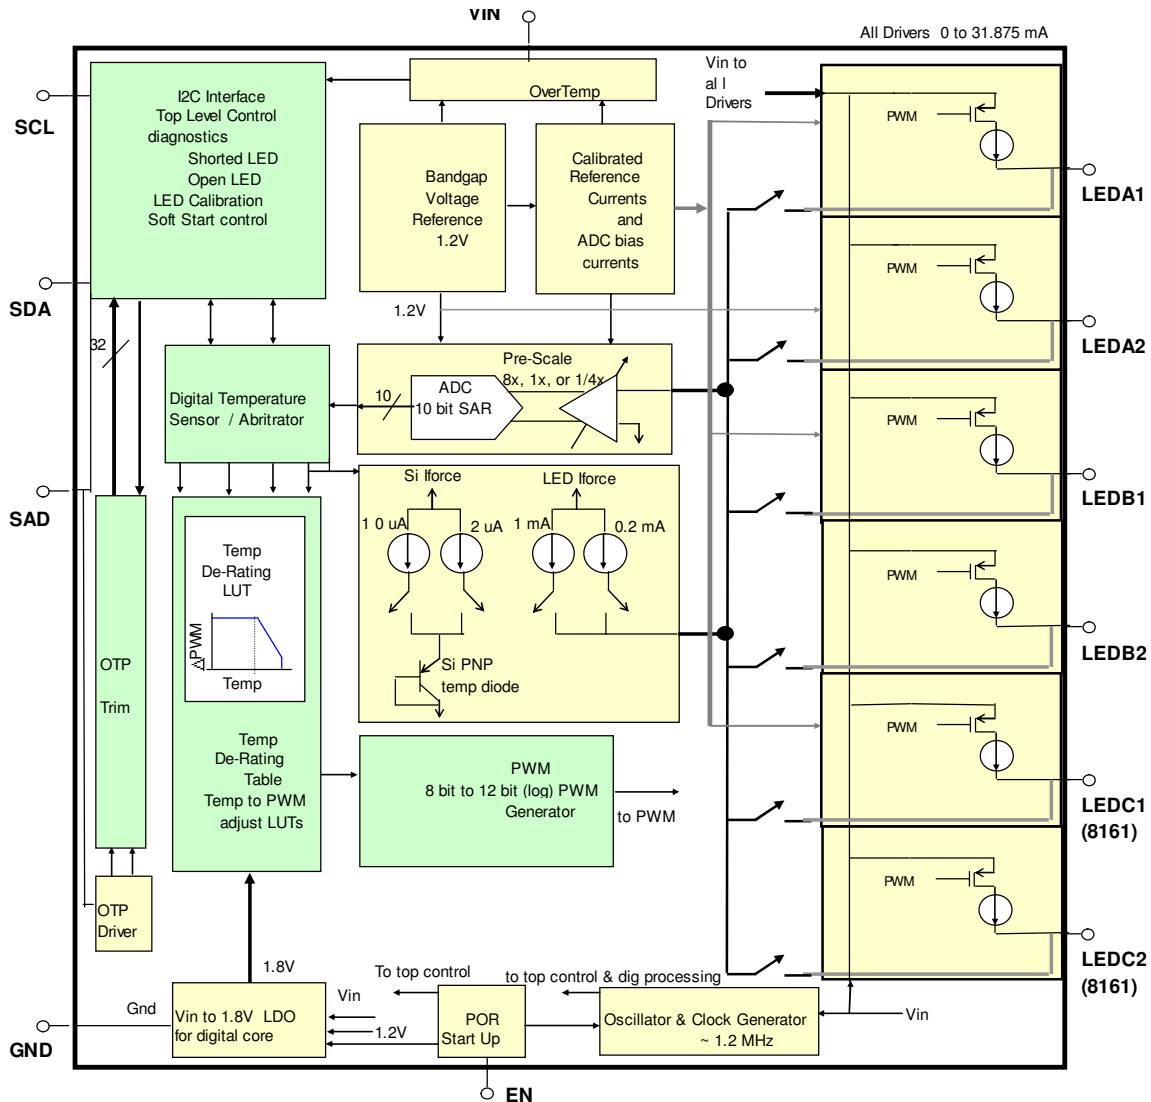 VIN
All Drivers 0 to 31.875 mA
SCL
I2C Interface
Top Level Control
diagnostics
Shorted LED
Open LED
LED Calibration
Soft Start control
OverTemp
Vin to
al l
Drivers
Bandgap
Voltage
Reference
1.2V
Calibrated
Reference
Currents
and
ADC bias
currents
PWM
LEDA1
PWM
LEDA2
PWM
LEDB1
PWM
LEDB2
PWM
LEDC1
(8161)
PWM
LEDC2
(8161)
SDA
32
1.2V
Digital Temperature
Sensor / Abritrator
10
ADC
10 bit SAR
Pre-Scale
8x, 1x, or 1/4x
SAD
Si Iforce
LED Iforce
1 0 uA
2 uA
1 mA
0.2 mA
Si PNP
temp diode
Temp
De-Rating
LUT
△PWM
Temp
OTP
Trim
Temp
De-Rating
Table
Temp to PWM
adjust LUTs
PWM
8 bit to 12 bit (log) PWM
Generator
to PWM
OTP
Driver
1.8V
To top control
to top control & dig processing
Gnd
Vin to 1.8V LDO
for digital core
Vin
1.2V
POR
Start Up
Oscillator & Clock Generator
~ 1.2 MHz
Vin
GND
EN